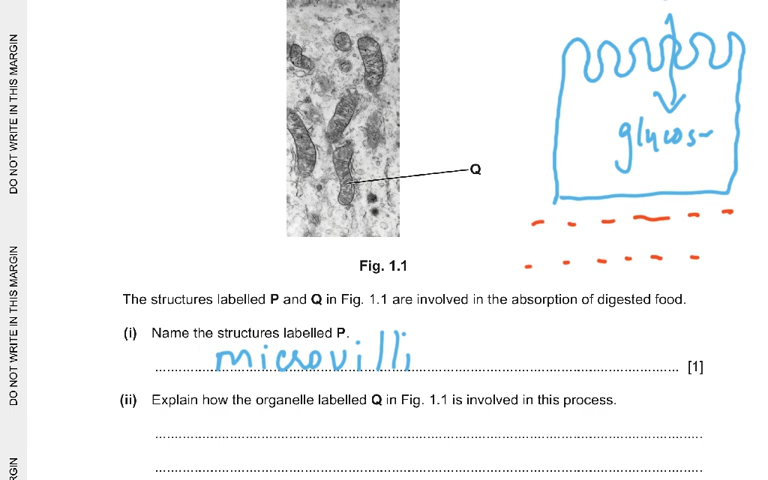 DO NOT WRITE IN THIS MARGIN
DO NOT WRITE IN THIS MARGIN
RGIN
glucos
Q
Fig. 1.1
The structures labelled P and Q in Fig. 1.1 are involved in the absorption of digested food.
(i) Name the structures labelled P.
microvilli
[1]
(ii) Explain how the organelle labelled Q in Fig. 1.1 is involved in this process.